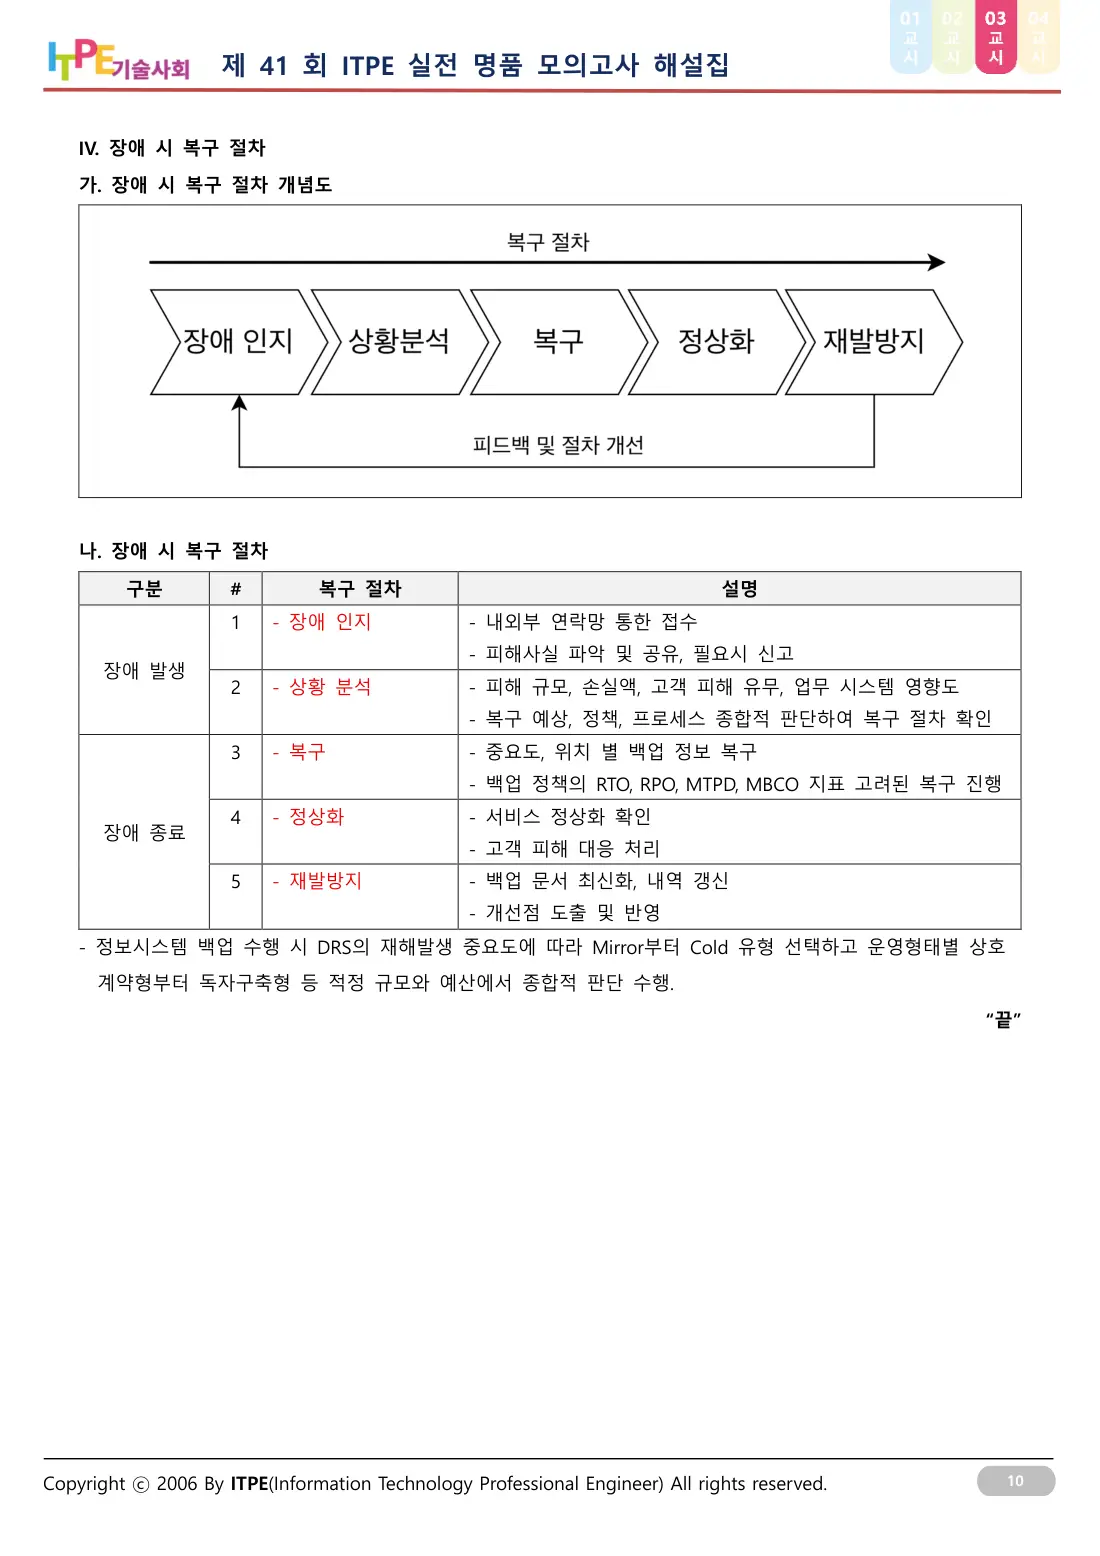 01 교시
02 교시
03 교시
04 교시
ITPE기술사회 제 41 회 ITPE 실전 명품 모의고사 해설집
IV. 장애 시 복구 절차
가. 장애 시 복구 절차 개념도
복구 절차
장애 인지 상황분석 복구 정상화 재발방지
피드백 및 절차 개선
나. 장애 시 복구 절차
구분 # 복구 절차 설명
장애 발생
1 - 장애 인지 - 내외부 연락망 통한 접수
- 피해사실 파악 및 공유, 필요시 신고
2 - 상황 분석 - 피해 규모, 손실액, 고객 피해 유무, 업무 시스템 영향도
- 복구 예상, 정책, 프로세스 종합적 판단하여 복구 절차 확인
장애 종료
3 - 복구 - 중요도, 위치 별 백업 정보 복구
- 백업 정책의 RTO, RPO, MTPD, MBCO 지표 고려된 복구 진행
4 - 정상화 - 서비스 정상화 확인
- 고객 피해 대응 처리
5 - 재발방지 - 백업 문서 최신화, 내역 갱신
- 개선점 도출 및 반영
- 정보시스템 백업 수행 시 DRS의 재해발생 중요도에 따라 Mirror부터 Cold 유형 선택하고 운영형태별 상호
계약형부터 독자구축형 등 적정 규모와 예산에서 종합적 판단 수행.
“끝”
Copyright ⓒ 2006 By ITPE(Information Technology Professional Engineer) All rights reserved.
10